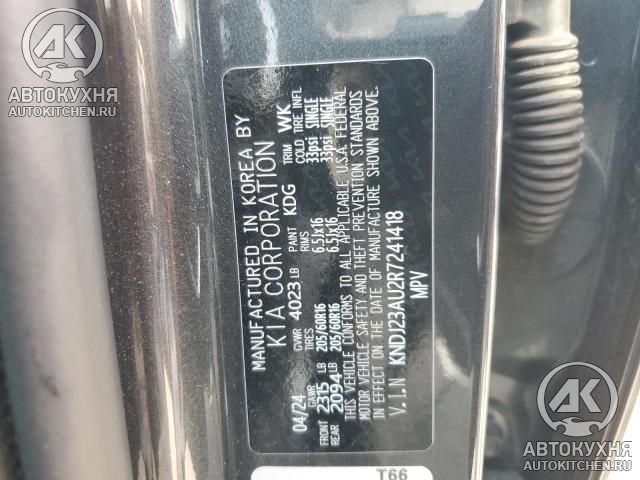 AK
АВТОКУХНЯ
AUTOKITCHEN.RU
MANUFACTURED IN KOREA BY
KIA CORPORATION
04/24 GVWR 4023 LB PAINT KDG TRIM WK
GAWR TIRES RIMS COLD TIRE INFL
FRONT 2315 LB 205/60R16 6.5Jx16 33psi SINGLE
REAR 2094 LB 205/60R16 6.5Jx16 33psi SINGLE
THIS VEHICLE CONFORMS TO ALL APPLICABLE U.S.A. FEDERAL
MOTOR VEHICLE SAFETY AND THEFT PREVENTION STANDARDS
IN EFFECT ON THE DATE OF MANUFACTURE SHOWN ABOVE.
V.I.N KNDJ23AU2R7241418
MPV
T66
AK
АВТОКУХНЯ
AUTOKITCHEN.RU